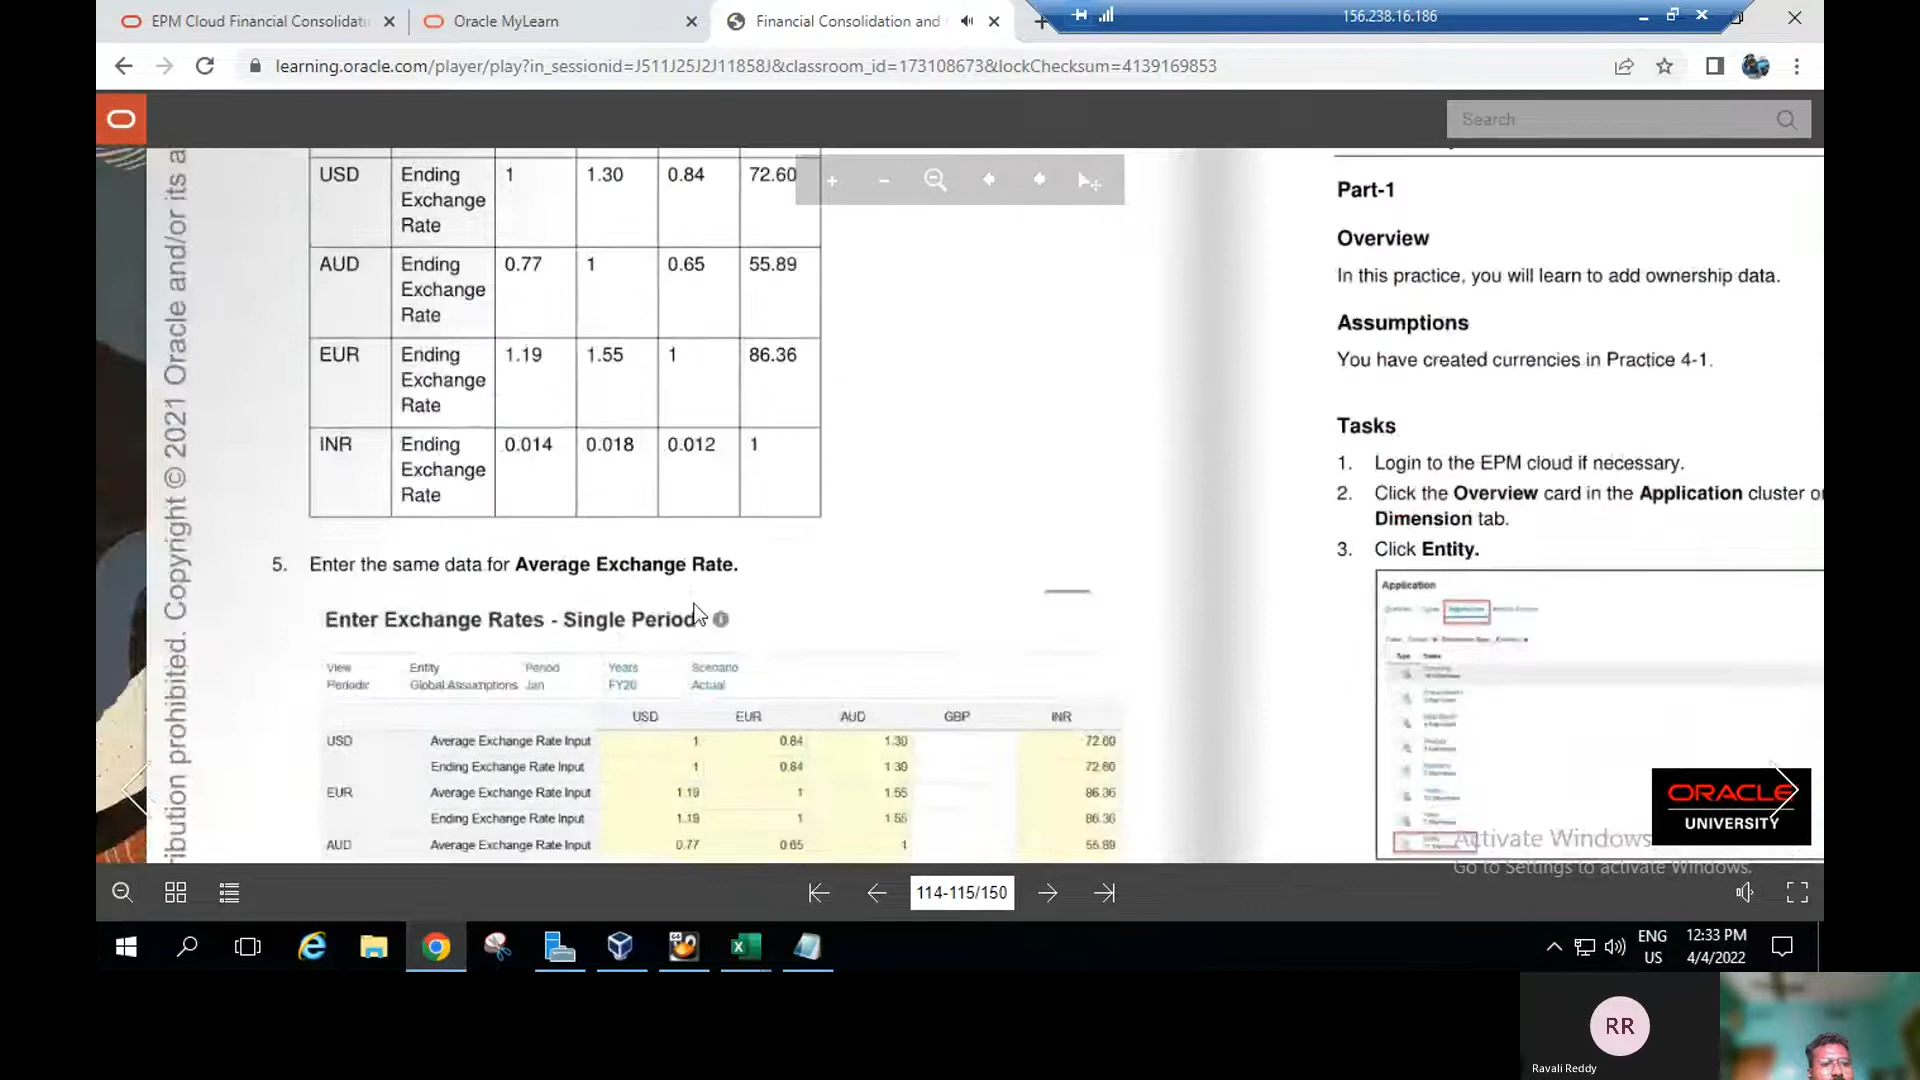 EPM Cloud Financial Consolidati
Oracle MyLearn
Financial Consolidation and
156.238.16.186
learning.oracle.com/player/play?in_sessionid=J511J25J2J11858J&classroom_id=173108673&lockChecksum=4139169853
Search
ribution prohibited. Copyright © 2021 Oracle and/or its a
USD Ending Exchange Rate 1 1.30 0.84 72.60
AUD Ending Exchange Rate 0.77 1 0.65 55.89
EUR Ending Exchange Rate 1.19 1.55 1 86.36
INR Ending Exchange Rate 0.014 0.018 0.012 1
5. Enter the same data for Average Exchange Rate.
Enter Exchange Rates - Single Period
View Entity Period Years Scenario
Periodic Global Assumptions Jan FY20 Actual
USD EUR AUD GBP INR
USD Average Exchange Rate Input 1 0.84 1.30 72.60
Ending Exchange Rate Input 1 0.84 1.30 72.60
EUR Average Exchange Rate Input 1.19 1 1.55 86.36
Ending Exchange Rate Input 1.19 1 1.55 86.36
AUD Average Exchange Rate Input 0.77 0.65 1 55.89
Part-1
Overview
In this practice, you will learn to add ownership data.
Assumptions
You have created currencies in Practice 4-1.
Tasks
1. Login to the EPM cloud if necessary.
2. Click the Overview card in the Application cluster or
Dimension tab.
3. Click Entity.
Application
ORACLE
UNIVERSITY
Activate Windows
Go to Settings to activate Windows.
114-115/150
ENG
US
12:33 PM
4/4/2022
RR
Ravali Reddy